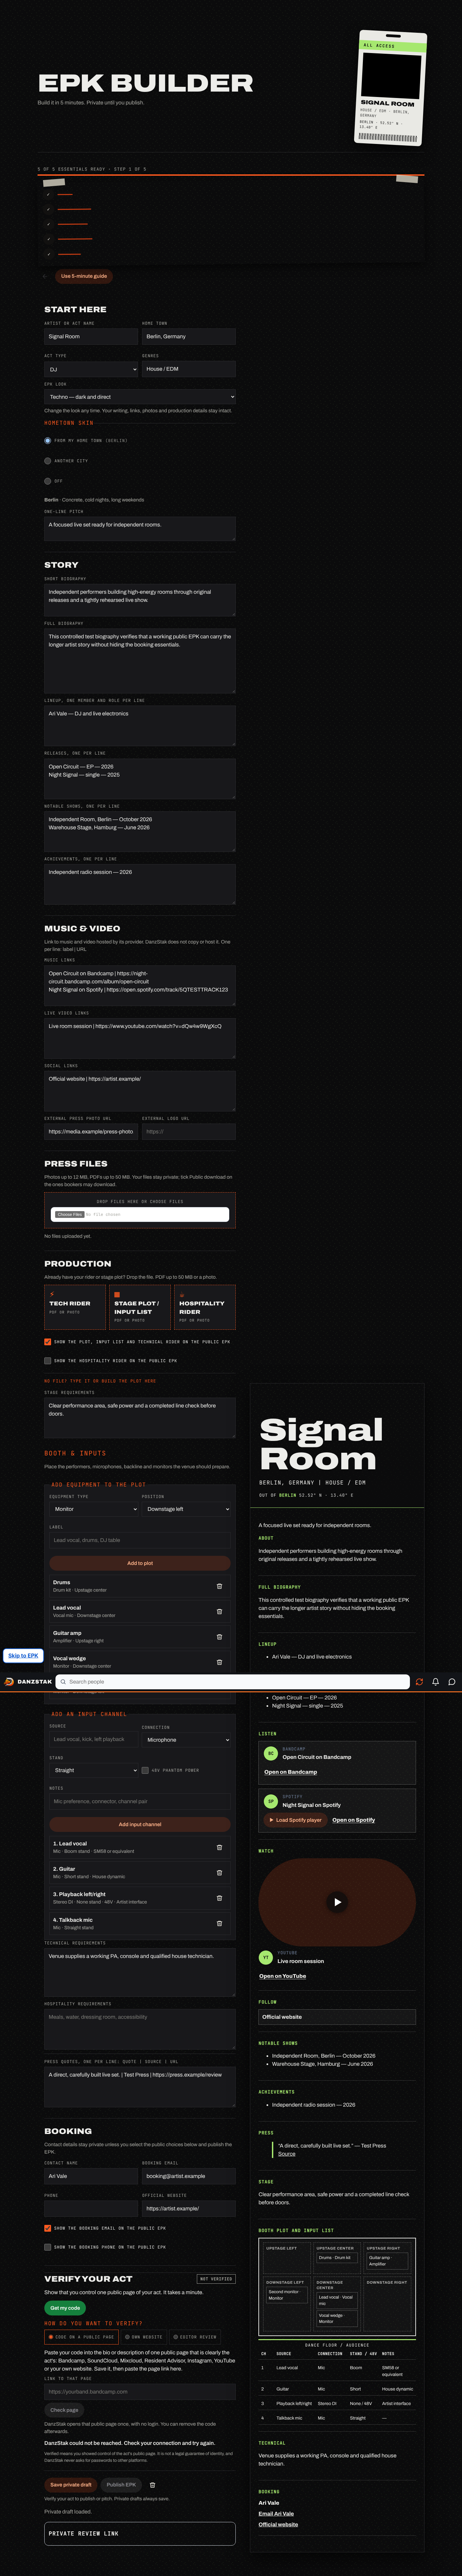 EPK BUILDER
Build it in 5 minutes. Private until you publish.
ALL ACCESS
SIGNAL ROOM
HOUSE / EDM · BERLIN,
GERMANY
BERLIN · 52.52° N ·
13.40° E
5 OF 5 ESSENTIALS READY · STEP 1 OF 5
Use 5-minute guide
START HERE
ARTIST OR ACT NAME
HOME TOWN
Signal Room
Berlin, Germany
ACT TYPE
GENRES
DJ
House / EDM
EPK LOOK
Techno — dark and direct
Change the look any time. Your writing, links, photos and production details stay intact.
HOMETOWN SKIN
FROM MY HOME TOWN (BERLIN)
ANOTHER CITY
OFF
Berlin · Concrete, cold nights, long weekends
ONE-LINE PITCH
A focused live set ready for independent rooms.
STORY
SHORT BIOGRAPHY
Independent performers building high-energy rooms through original
releases and a tightly rehearsed live show.
FULL BIOGRAPHY
This controlled test biography verifies that a working public EPK can carry the
longer artist story without hiding the booking essentials.
LINEUP, ONE MEMBER AND ROLE PER LINE
Ari Vale — DJ and live electronics
RELEASES, ONE PER LINE
Open Circuit — EP — 2026
Night Signal — single — 2025
NOTABLE SHOWS, ONE PER LINE
Independent Room, Berlin — October 2026
Warehouse Stage, Hamburg — June 2026
ACHIEVEMENTS, ONE PER LINE
Independent radio session — 2026
MUSIC & VIDEO
Link to music and video hosted by its provider. DanzStak does not copy or host it. One
per line: label | URL
MUSIC LINKS
Open Circuit on Bandcamp | https://night-
circuit.bandcamp.com/album/open-circuit
Night Signal on Spotify | https://open.spotify.com/track/5QTESTTRACK123
LIVE VIDEO LINKS
Live room session | https://www.youtube.com/watch?v=dQw4w9WgXcQ
SOCIAL LINKS
Official website | https://artist.example/
EXTERNAL PRESS PHOTO URL
EXTERNAL LOGO URL
https://media.example/press-photo
https://
PRESS FILES
Photos up to 12 MB, PDFs up to 50 MB. Your files stay private; tick Public download on
the ones bookers may download.
DROP FILES HERE OR CHOOSE FILES
Choose Files No file chosen
No files uploaded yet.
PRODUCTION
Already have your rider or stage plot? Drop the file. PDF up to 50 MB or a photo.
TECH RIDER
PDF OR PHOTO
STAGE PLOT /
INPUT LIST
PDF OR PHOTO
HOSPITALITY
RIDER
PDF OR PHOTO
SHOW THE PLOT, INPUT LIST AND TECHNICAL RIDER ON THE PUBLIC EPK
SHOW THE HOSPITALITY RIDER ON THE PUBLIC EPK
NO FILE? TYPE IT OR BUILD THE PLOT HERE
STAGE REQUIREMENTS
Clear performance area, safe power and a completed line check before
doors.
BOOTH & INPUTS
Place the performers, microphones, backline and monitors the venue should prepare.
ADD EQUIPMENT TO THE PLOT
EQUIPMENT TYPE
POSITION
Monitor
Downstage left
LABEL
Lead vocal, drums, DJ table
Add to plot
Drums
Drum kit · Upstage center
Lead vocal
Vocal mic · Downstage center
Guitar amp
Amplifier · Upstage right
Vocal wedge
Monitor · Downstage center
Skip to EPK
DANZSTAK
Search people
ADD AN INPUT CHANNEL
SOURCE
CONNECTION
Lead vocal, kick, left playback
Microphone
STAND
Straight
48V PHANTOM POWER
NOTES
Mic preference, connector, channel pair
Add input channel
1. Lead vocal
Mic · Boom stand · SM58 or equivalent
2. Guitar
Mic · Short stand · House dynamic
3. Playback left/right
Stereo DI · None stand · 48V · Artist interface
4. Talkback mic
Mic · Straight stand
TECHNICAL REQUIREMENTS
Venue supplies a working PA, console and qualified house technician.
HOSPITALITY REQUIREMENTS
Meals, water, dressing room, accessibility
PRESS QUOTES, ONE PER LINE: QUOTE | SOURCE | URL
A direct, carefully built live set. | Test Press | https://press.example/review
BOOKING
Contact details stay private unless you explicitly select the public choices below and publish the
EPK.
CONTACT NAME
BOOKING EMAIL
Ari Vale
booking@artist.example
PHONE
OFFICIAL WEBSITE
https://artist.example/
SHOW THE BOOKING EMAIL ON THE PUBLIC EPK
SHOW THE BOOKING PHONE ON THE PUBLIC EPK
VERIFY YOUR ACT
NOT VERIFIED
Show that you control one public page of your act. It takes a minute.
Get my code
HOW DO YOU WANT TO VERIFY?
CODE ON A PUBLIC PAGE
OWN WEBSITE
EDITOR REVIEW
Paste your code into the bio or description of one public page that is clearly your
act's: Bandcamp, SoundCloud, Mixcloud, Resident Advisor, Instagram, YouTube
or your own website. Save it, then paste the page link here.
LINK TO THAT PAGE
https://yourband.bandcamp.com
Check page
DanzStak opens that public page once, with no login. You can remove the code
afterwards.
DanzStak could not be reached. Check your connection and try again.
Verified means you showed control of the act's public page. It is not a legal guarantee of identity, and
DanzStak never asks for passwords to other platforms.
Save private draft
Publish EPK
Verify your act to publish or pitch. Private drafts always save.
Private draft loaded.
PRIVATE REVIEW LINK
Signal
Room
BERLIN, GERMANY | HOUSE / EDM
OUT OF BERLIN 52.52° N · 13.40° E
A focused live set ready for independent rooms.
ABOUT
Independent performers building high-energy rooms through original
releases and a tightly rehearsed live show.
FULL BIOGRAPHY
This controlled test biography verifies that a working public EPK can
carry the longer artist story without hiding the booking
essentials.
LINEUP
Ari Vale — DJ and live electronics
Open Circuit — EP — 2026
Night Signal — single — 2025
LISTEN
BC
BANDCAMP
Open Circuit on Bandcamp
Open on Bandcamp
SP
SPOTIFY
Night Signal on Spotify
Load Spotify player
Open on Spotify
WATCH
YT
YOUTUBE
Live room session
Open on YouTube
FOLLOW
Official website
NOTABLE SHOWS
Independent Room, Berlin — October 2026
Warehouse Stage, Hamburg — June 2026
ACHIEVEMENTS
Independent radio session — 2026
PRESS
"A direct, carefully built live set." — Test Press
Source
STAGE
Clear performance area, safe power and a completed line check
before doors.
BOOTH PLOT AND INPUT LIST
UPSTAGE LEFT
UPSTAGE CENTER
Drums · Drum kit
UPSTAGE RIGHT
Guitar amp ·
Amplifier
DOWNSTAGE LEFT
Second monitor ·
Monitor
DOWNSTAGE
CENTER
Lead vocal · Vocal
mic
Vocal wedge ·
Monitor
DOWNSTAGE RIGHT
DANCE FLOOR / AUDIENCE
CH SOURCE CONNECTION STAND / 48V NOTES
1 Lead vocal Mic Boom SM58 or
equivalent
2 Guitar Mic Short House dynamic
3 Playback left/right Stereo DI None / 48V Artist interface
4 Talkback mic Mic Straight —
TECHNICAL
Venue supplies a working PA, console and qualified house
technician.
BOOKING
Ari Vale
Email Ari Vale
Official website